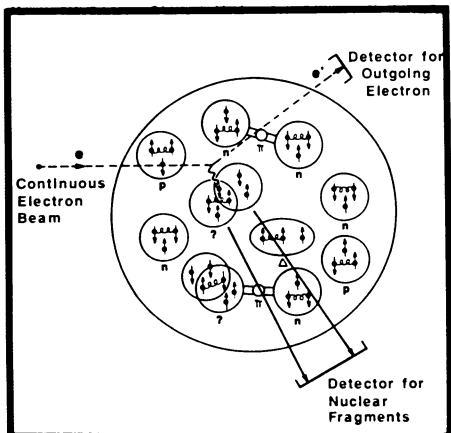 e'
Detector for
Outgoing
Electron
e
Continuous
Electron
Beam
n
π
n
p
?
n
n
Δ
p
?
π
n
Detector for
Nuclear
Fragments